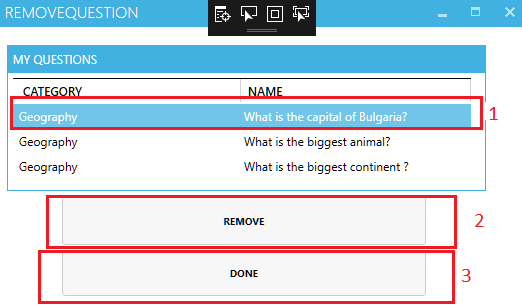 REMOVEQUESTION
MY QUESTIONS
CATEGORY NAME
Geography What is the capital of Bulgaria? 1
Geography What is the biggest animal?
Geography What is the biggest continent ?
REMOVE 2
DONE 3